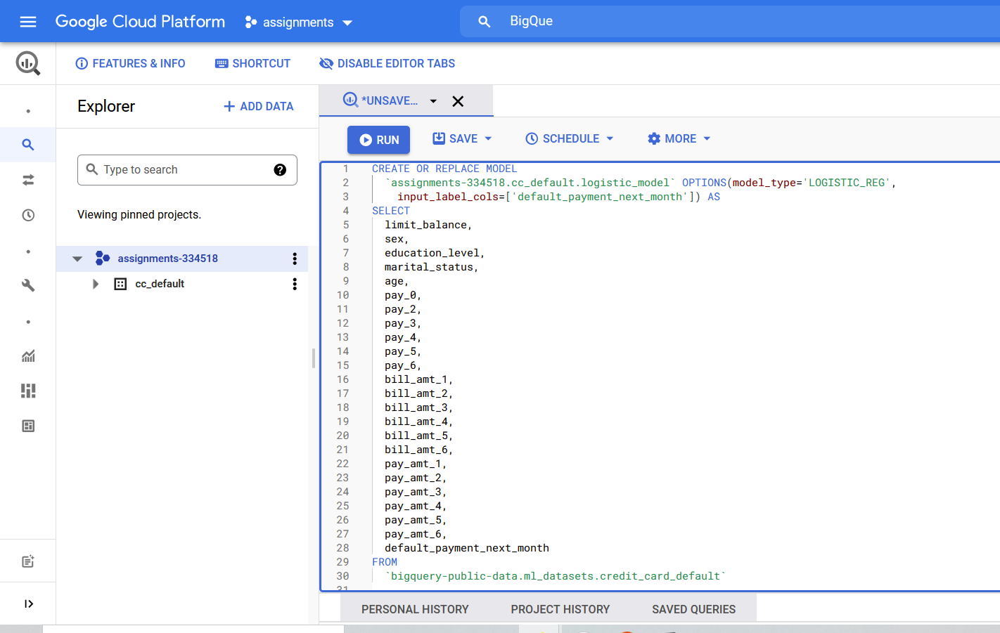 Google Cloud Platform
assignments
BigQue
FEATURES & INFO
SHORTCUT
DISABLE EDITOR TABS
Explorer
ADD DATA
*UNSAVE...
RUN
SAVE
SCHEDULE
MORE
Type to search
Viewing pinned projects.
assignments-334518
cc_default
1 CREATE OR REPLACE MODEL
2 `assignments-334518.cc_default.logistic_model` OPTIONS(model_type='LOGISTIC_REG',
3 input_label_cols=['default_payment_next_month']) AS
4 SELECT
5 limit_balance,
6 sex,
7 education_level,
8 marital_status,
9 age,
10 pay_0,
11 pay_2,
12 pay_3,
13 pay_4,
14 pay_5,
15 pay_6,
16 bill_amt_1,
17 bill_amt_2,
18 bill_amt_3,
19 bill_amt_4,
20 bill_amt_5,
21 bill_amt_6,
22 pay_amt_1,
23 pay_amt_2,
24 pay_amt_3,
25 pay_amt_4,
26 pay_amt_5,
27 pay_amt_6,
28 default_payment_next_month
29 FROM
30 `bigquery-public-data.ml_datasets.credit_card_default`
31
PERSONAL HISTORY
PROJECT HISTORY
SAVED QUERIES